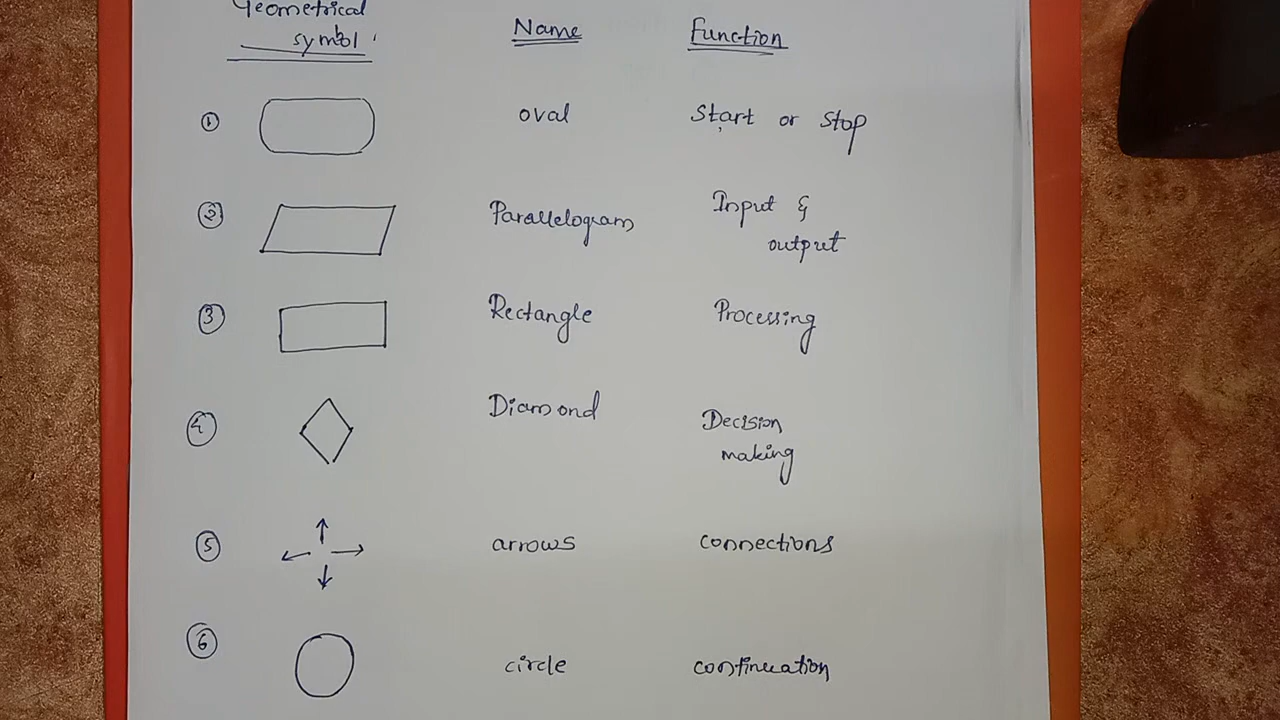 Geometrical Name Function
symbol
① oval Start or Stop
② Parallelogram Input &
output
③ Rectangle Processing
④ Diamond Decision
making
⑤ arrows connections
⑥ circle continuation